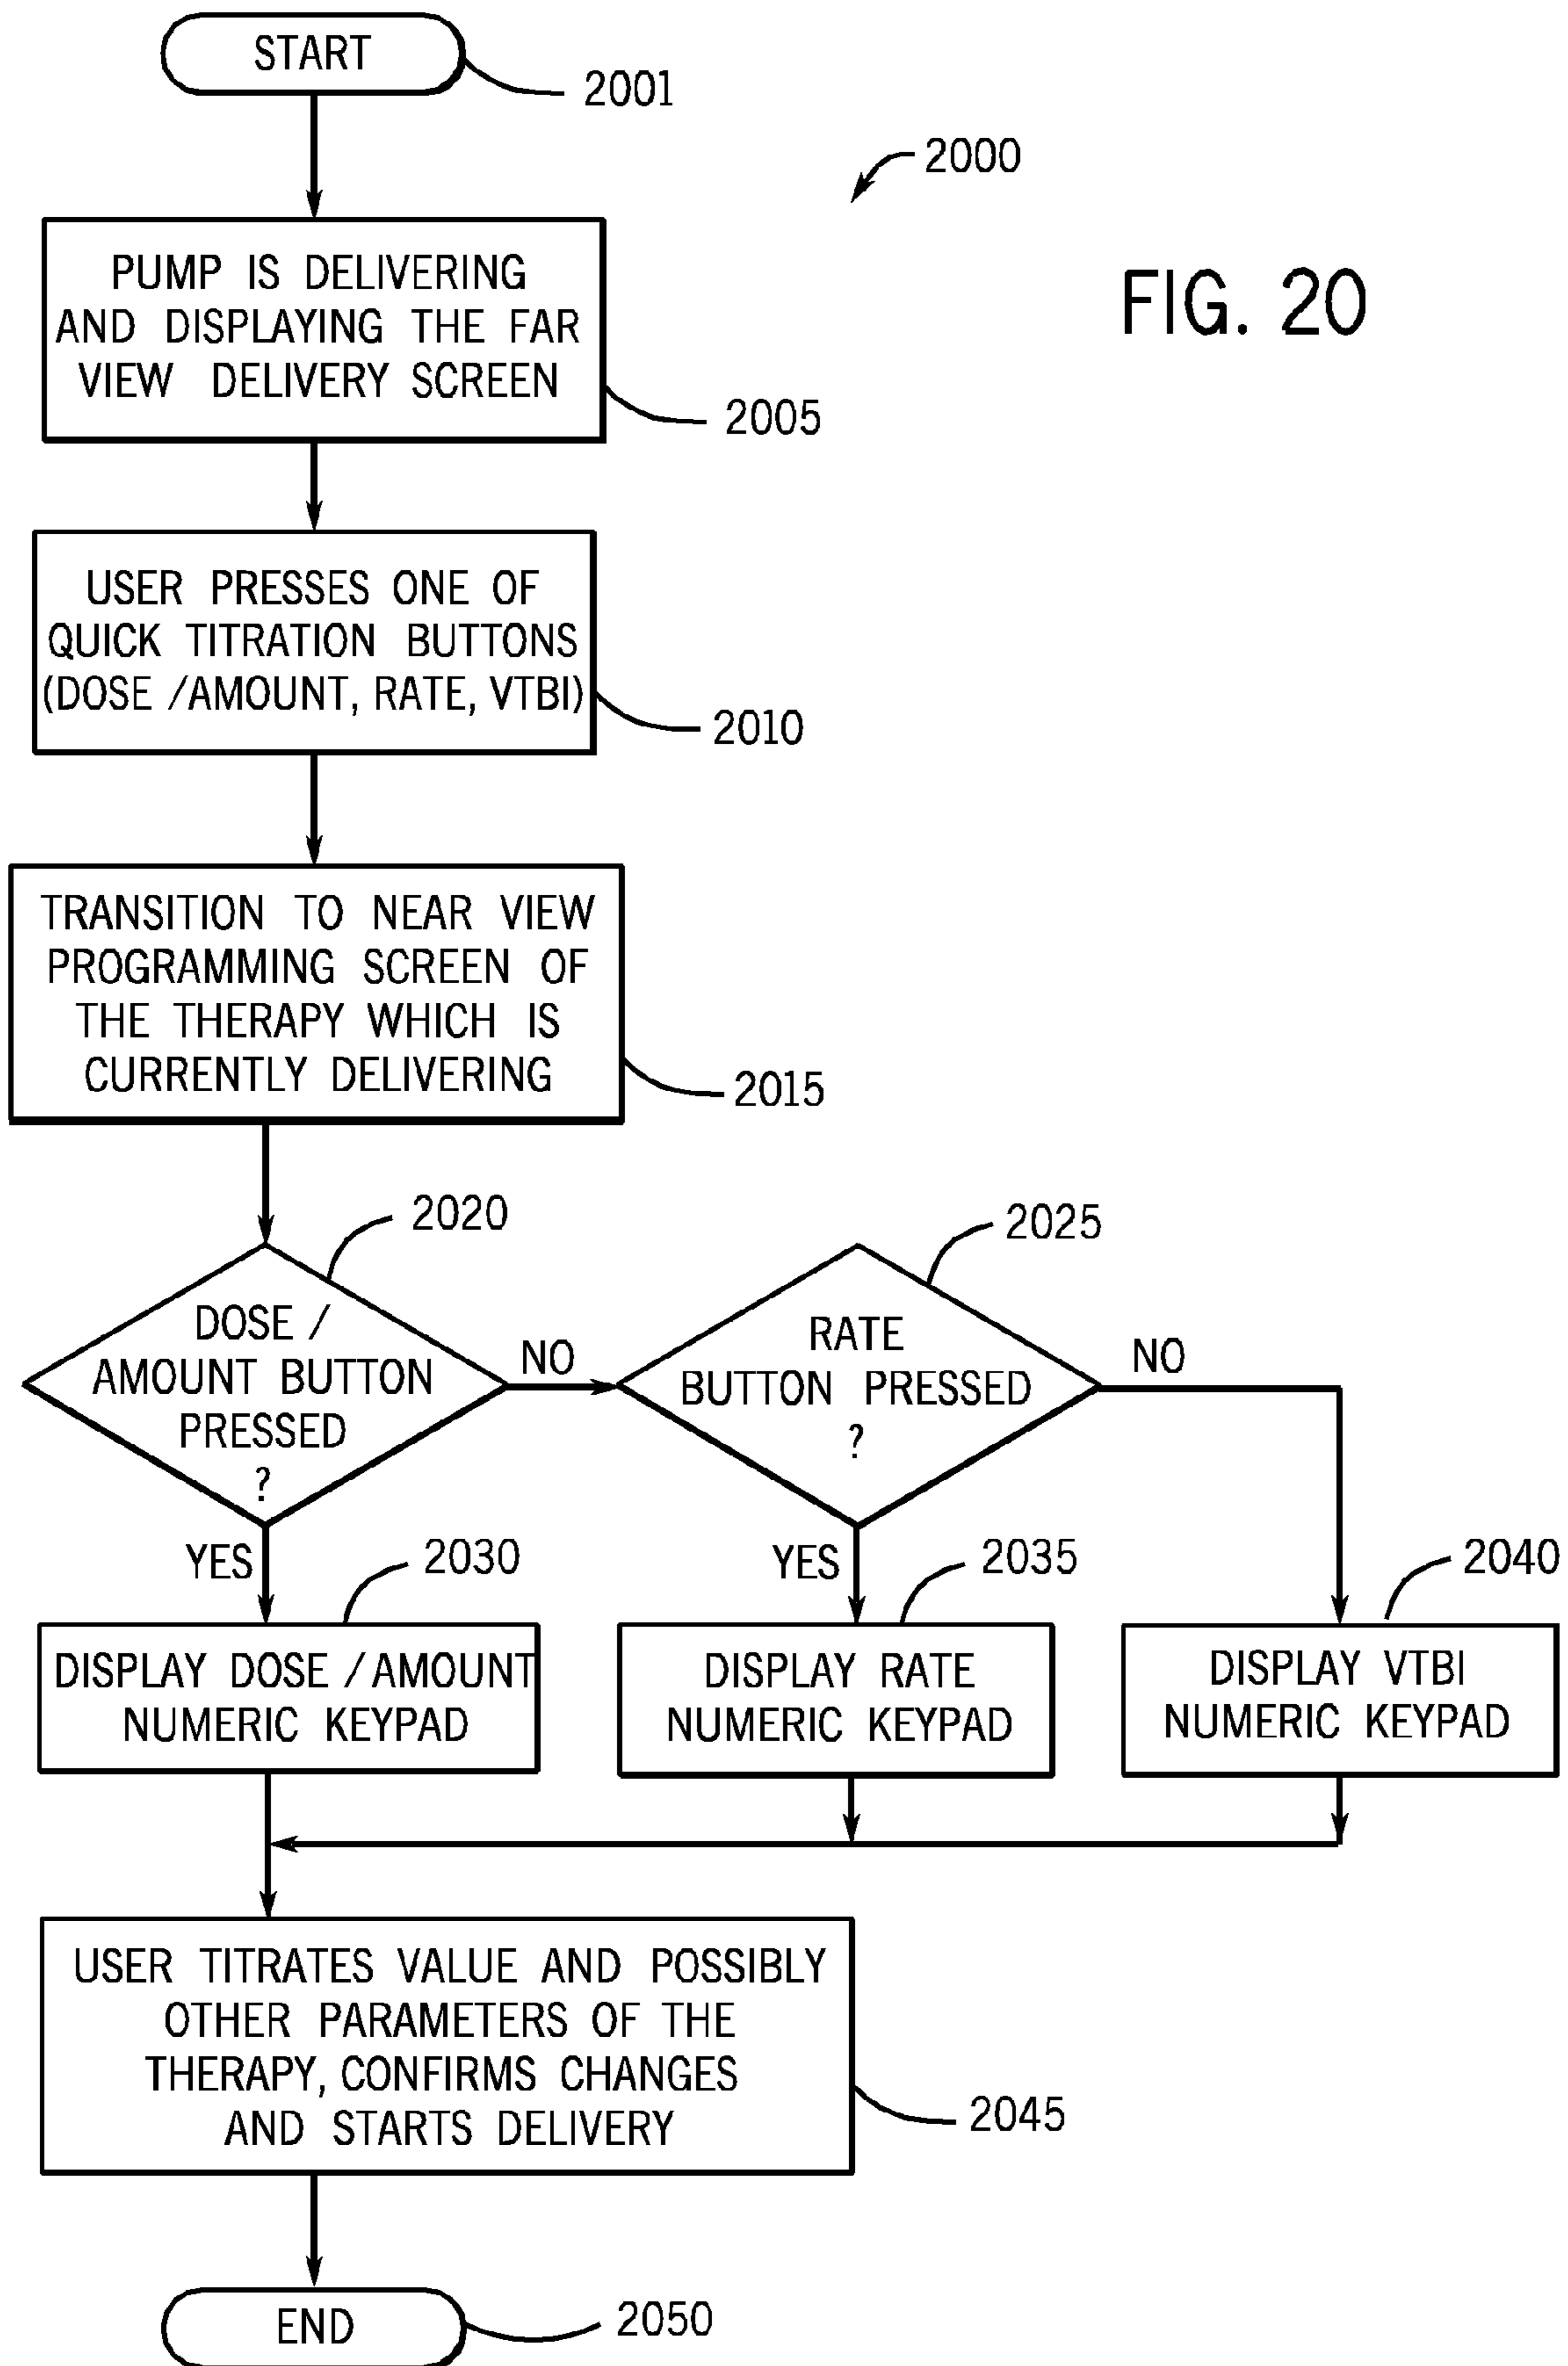 START
2001
2000
FIG. 20
PUMP IS DELIVERING
AND DISPLAYING THE FAR
VIEW DELIVERY SCREEN
2005
USER PRESSES ONE OF
QUICK TITRATION BUTTONS
(DOSE /AMOUNT, RATE, VTBI)
2010
TRANSITION TO NEAR VIEW
PROGRAMMING SCREEN OF
THE THERAPY WHICH IS
CURRENTLY DELIVERING
2015
2020
DOSE /
AMOUNT BUTTON
PRESSED
?
NO
2025
RATE
BUTTON PRESSED
?
NO
YES
2030
DISPLAY DOSE /AMOUNT
NUMERIC KEYPAD
YES
2035
DISPLAY RATE
NUMERIC KEYPAD
2040
DISPLAY VTBI
NUMERIC KEYPAD
USER TITRATES VALUE AND POSSIBLY
OTHER PARAMETERS OF THE
THERAPY, CONFIRMS CHANGES
AND STARTS DELIVERY
2045
END
2050